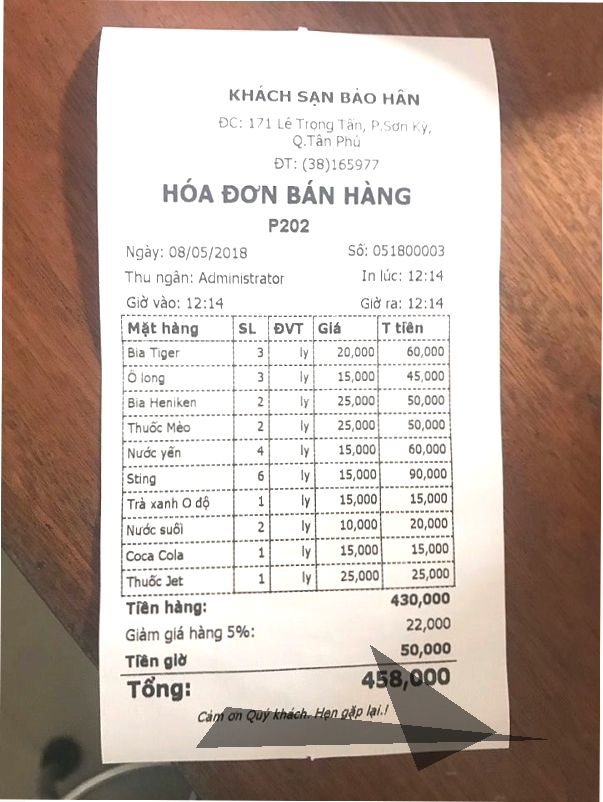 KHÁCH SẠN BẢO HÂN
ĐC: 171 Lê Trọng Tấn, P.Sơn Kỳ,
Q.Tân Phú
ĐT: (38)165977
HÓA ĐƠN BÁN HÀNG
P202
Ngày: 08/05/2018 Số: 051800003
Thu ngân: Administrator In lúc: 12:14
Giờ vào: 12:14 Giờ ra: 12:14
Mặt hàng SL ĐVT Giá T tiền
Bia Tiger 3 ly 20,000 60,000
Ô long 3 ly 15,000 45,000
Bia Heniken 2 ly 25,000 50,000
Thuốc Mèo 2 ly 25,000 50,000
Nước yến 4 ly 15,000 60,000
Sting 6 ly 15,000 90,000
Trà xanh O độ 1 ly 15,000 15,000
Nước suối 2 ly 10,000 20,000
Coca Cola 1 ly 15,000 15,000
Thuốc Jet 1 ly 25,000 25,000
Tiền hàng: 430,000
Giảm giá hàng 5%: 22,000
Tiền giờ 50,000
Tổng: 458,000
Cảm ơn Quý khách. Hẹn gặp lại.!